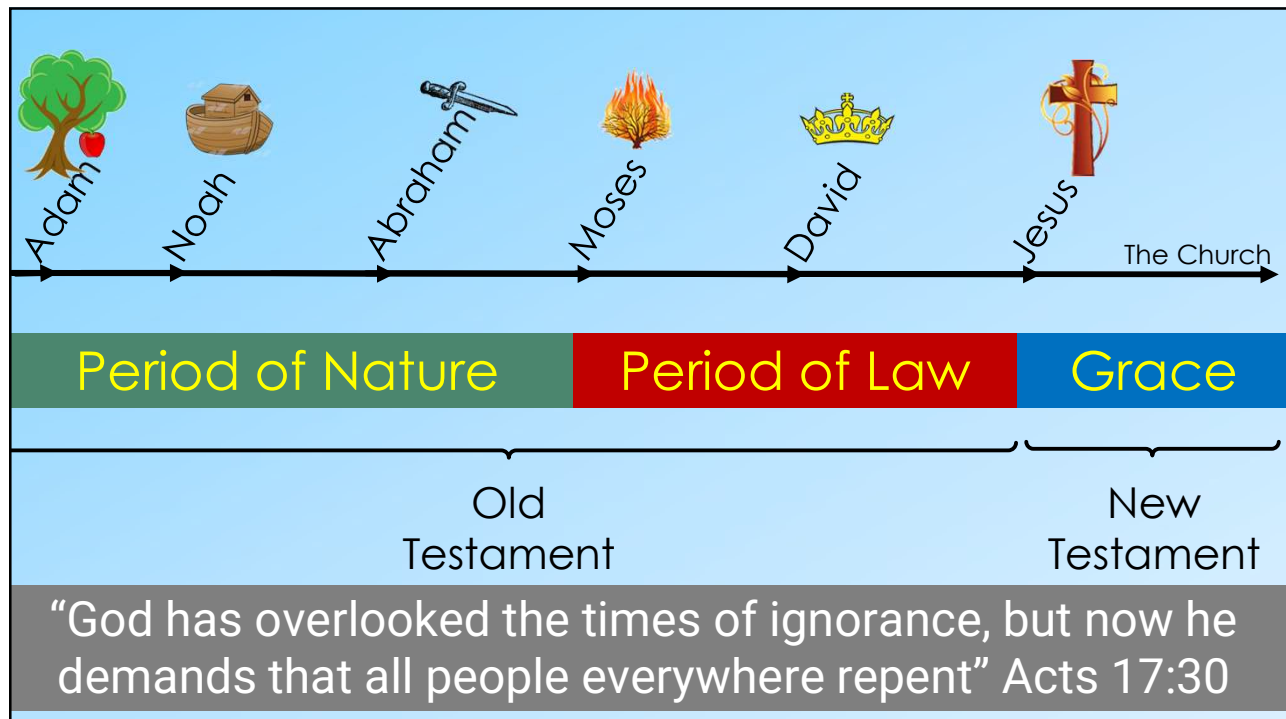 Adam
Noah
Abraham
Moses
David
Jesus
The Church
Period of Nature
Period of Law
Grace
Old
Testament
New
Testament
“God has overlooked the times of ignorance, but now he
demands that all people everywhere repent” Acts 17:30